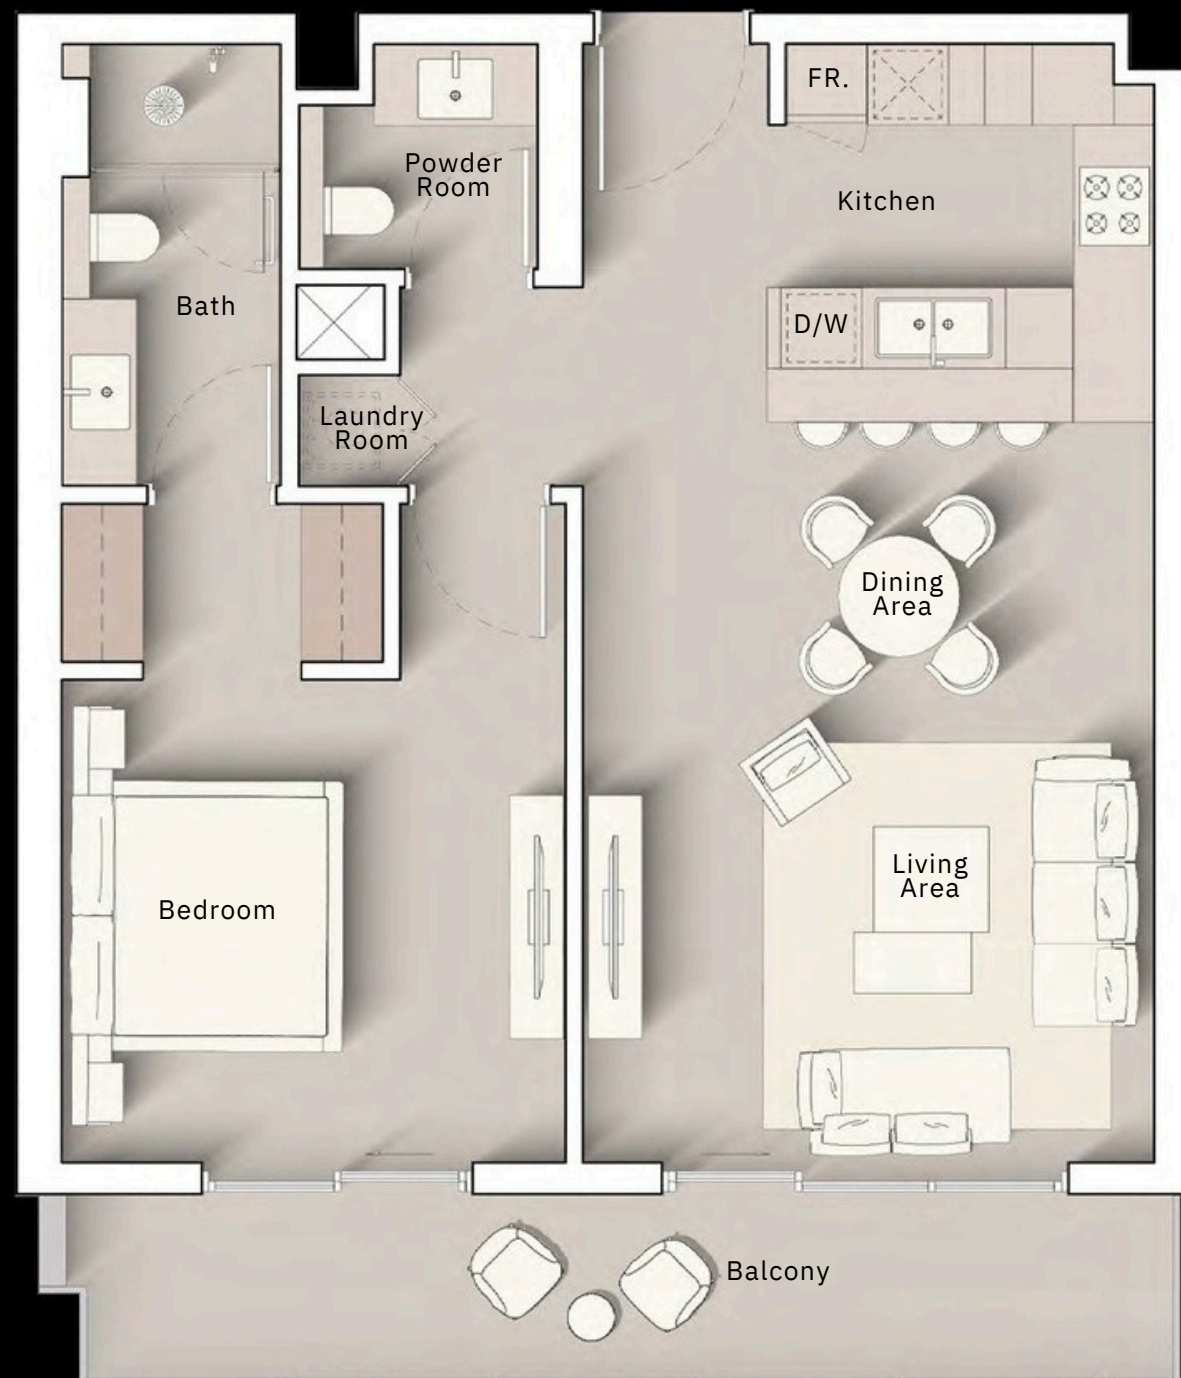 FR.
Powder
Room
Kitchen
Bath
D/W
Laundry
Room
Dining
Area
Living
Area
Bedroom
Balcony